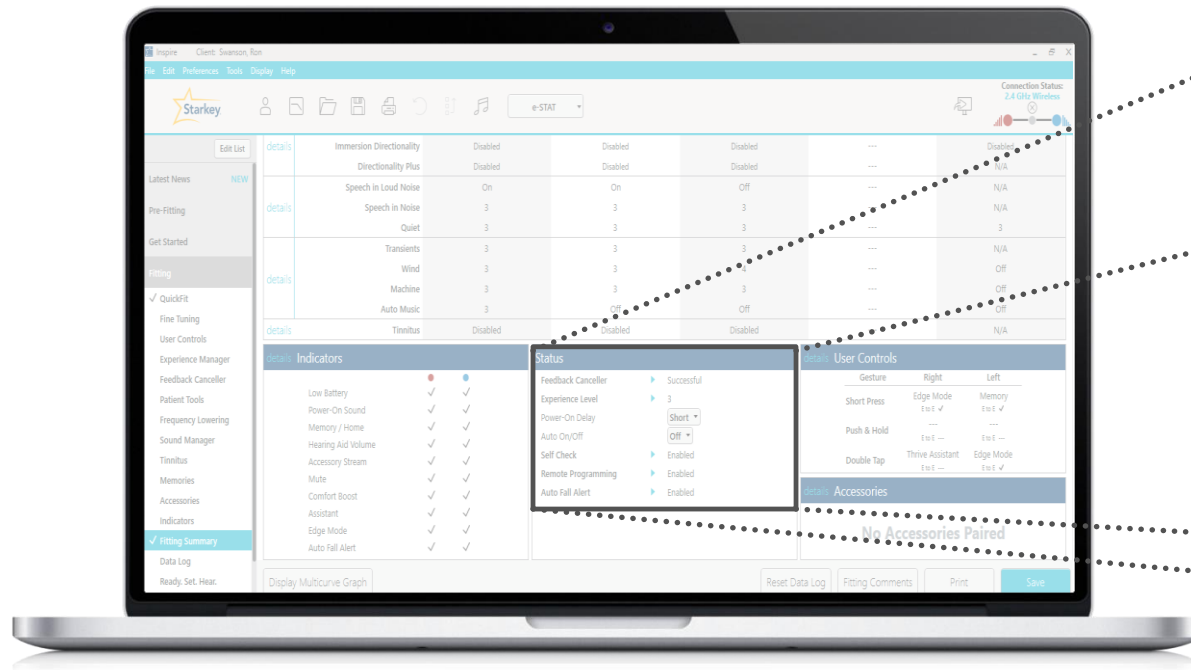 Inspire Client: Swanson, Ron
File Edit Preferences Tools Display Help
Starkey
e-STAT
Connection Status:
2.4 GHz Wireless
Edit List
Latest News NEW
Pre-Fitting
Get Started
Fitting
✓ QuickFit
Fine Tuning
User Controls
Experience Manager
Feedback Canceller
Patient Tools
Frequency Lowering
Sound Manager
Tinnitus
Memories
Accessories
Indicators
✓ Fitting Summary
Data Log
Ready. Set. Hear.
details Immersion Directionality Disabled Disabled Disabled --- Disabled
Directionality Plus Disabled Disabled Disabled --- N/A
Speech in Loud Noise On On Off --- N/A
details Speech in Noise 3 3 3 --- N/A
Quiet 3 3 3 --- 3
Transients 3 3 3 --- N/A
Wind 3 3 4 --- Off
details Machine 3 3 3 --- Off
Auto Music 3 Off Off --- Off
details Tinnitus Disabled Disabled Disabled N/A
details Indicators
Low Battery ✓ ✓
Power-On Sound ✓ ✓
Memory / Home ✓ ✓
Hearing Aid Volume ✓ ✓
Accessory Stream ✓ ✓
Mute ✓ ✓
Comfort Boost ✓ ✓
Assistant ✓ ✓
Edge Mode ✓ ✓
Auto Fall Alert ✓ ✓
Status
Feedback Canceller Successful
Experience Level 3
Power-On Delay Short
Auto On/Off Off
Self Check Enabled
Remote Programming Enabled
Auto Fall Alert Enabled
details User Controls
Gesture Right Left
Short Press Edge Mode Memory
E to E ✓ E to E ✓
Push & Hold --- ---
E to E --- E to E ---
Double Tap Thrive Assistant Edge Mode
E to E --- E to E ✓
details Accessories
No Accessories Paired
Display Multicurve Graph Reset Data Log Fitting Comments Print Save